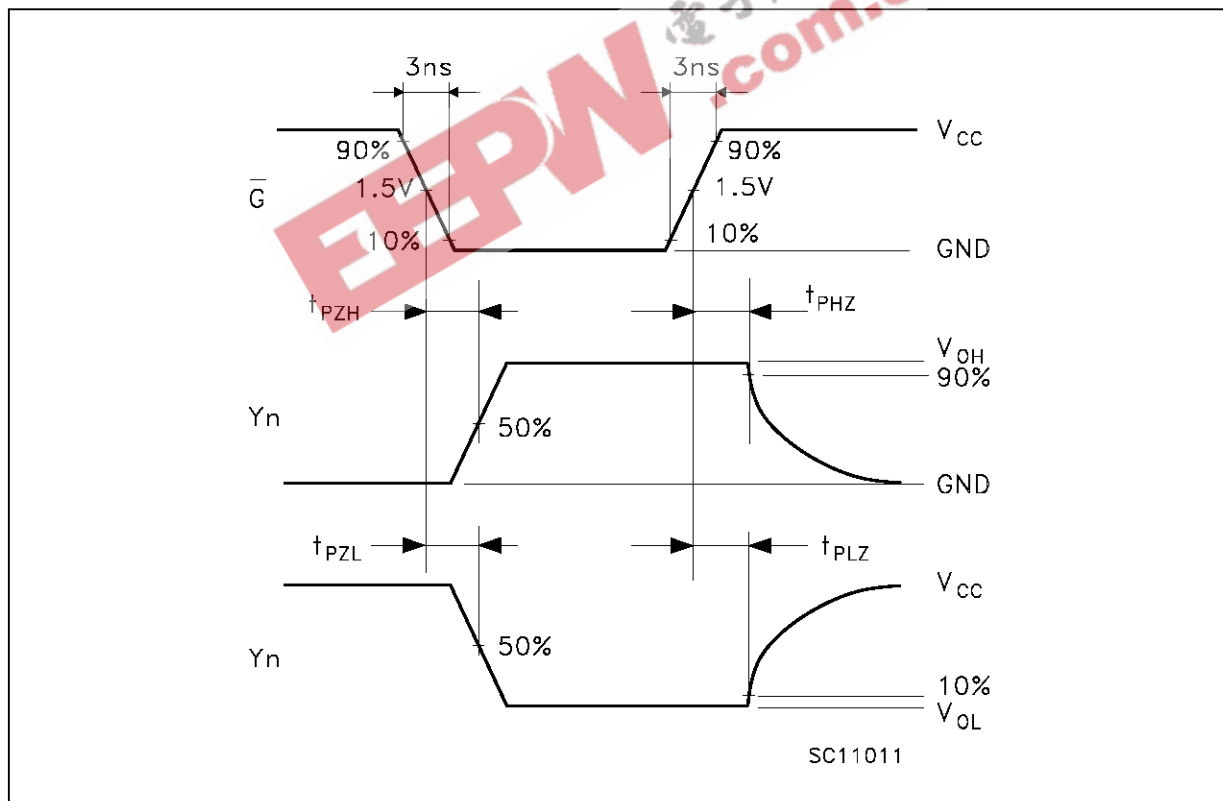 3ns 3ns
V_CC
90% 90%
G̅ 1.5V 1.5V
10% 10%
GND
t_PZH t_PHZ
V_OH
90%
Yn 50%
GND
t_PZL t_PLZ
V_CC
Yn 50%
10%
V_OL
SC11011
EEPW
.com.